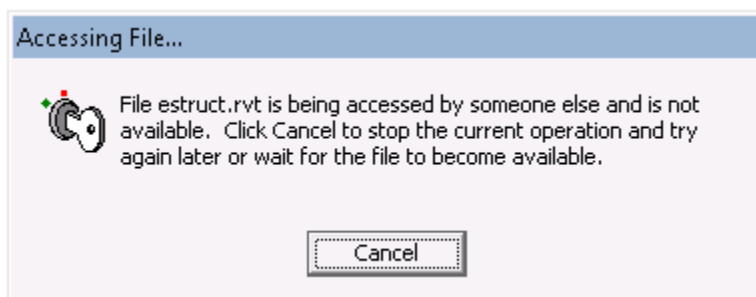 Accessing File...
File estruct.rvt is being accessed by someone else and is not
available.  Click Cancel to stop the current operation and try
again later or wait for the file to become available.
Cancel